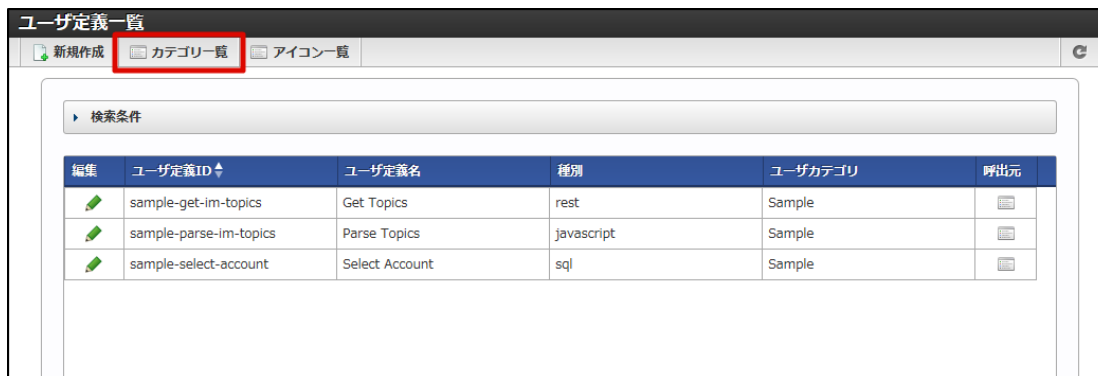 ユーザ定義一覧
新規作成 カテゴリ一覧 アイコン一覧
検索条件
編集 ユーザ定義ID ユーザ定義名 種別 ユーザカテゴリ 呼出元
sample-get-im-topics Get Topics rest Sample
sample-parse-im-topics Parse Topics javascript Sample
sample-select-account Select Account sql Sample